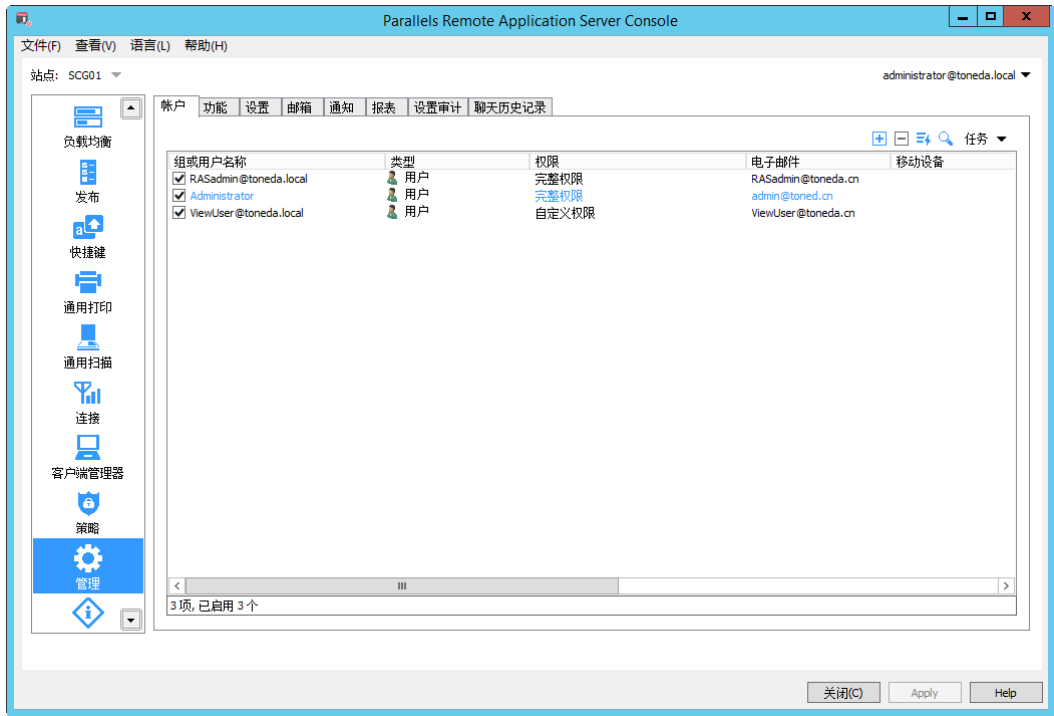 Parallels Remote Application Server Console
文件(F) 查看(V) 语言(L) 帮助(H)
站点: SCG01
administrator@toneda.local
负载均衡
发布
快捷键
通用打印
通用扫描
连接
客户端管理器
策略
管理
帐户 功能 设置 邮箱 通知 报表 设置审计 聊天历史记录
任务
组或用户名称 类型 权限 电子邮件 移动设备
RASadmin@toneda.local 用户 完整权限 RASadmin@toneda.cn
Administrator 用户 完整权限 admin@toned.cn
ViewUser@toneda.local 用户 自定义权限 ViewUser@toneda.cn
3项, 已启用 3个
关闭(C) Apply Help